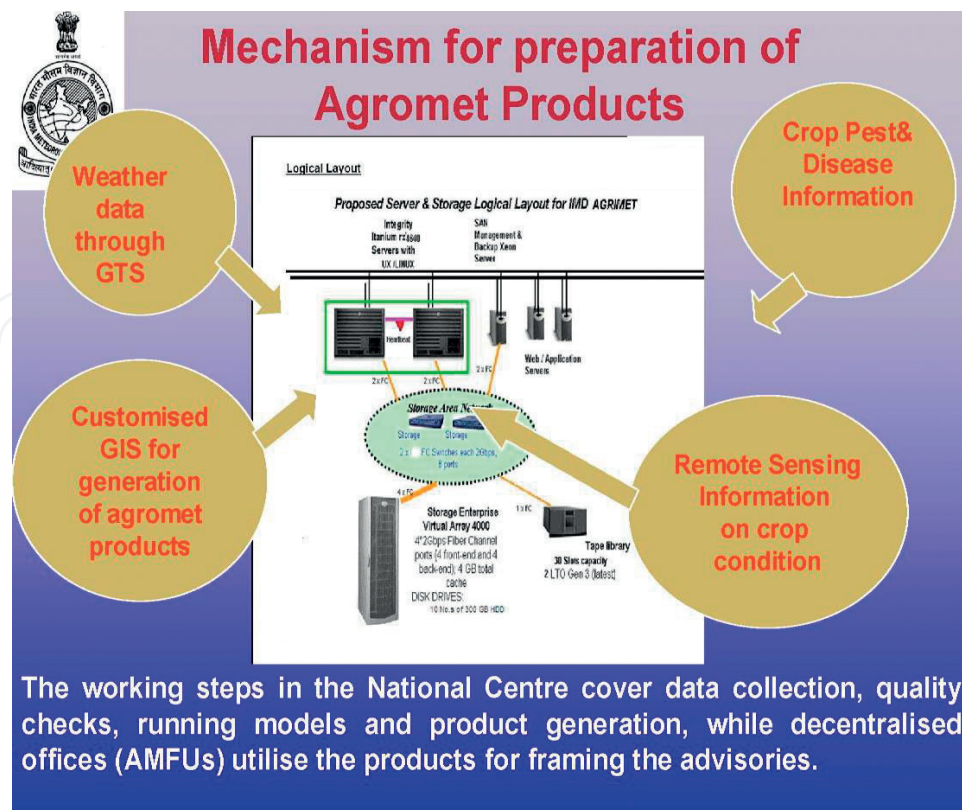 Mechanism for preparation of
Agromet Products
भारत मौसम विज्ञान विभाग
Weather
data
through
GTS
Crop Pest&
Disease
Information
Customised
GIS for
generation
of agromet
products
Remote Sensing
Information
on crop
condition
Logical Layout
Proposed Server & Storage Logical Layout for IMD AGRIMET
Integrity
Itanium rx4640
Servers with
UX /LINUX
SAN
Management &
Backup Xeon
Server
Heartbeat
Web / Application
Servers
2 x FC
2 x FC
2 x FC
Storage Area
Storage
Storage
2 x FC Switches each 2Gbps,
8 ports
4 x FC
1 x FC
Storage Enterprise
Virtual Array 4000
4*2Gbps Fiber Channel
ports (4 front-end and 4
back-end); 4 GB total
cache
DISK DRIVES:
10 No.s of 300 GB HDD
Tape library
30 Slots capacity
2 LTO Gen 3 (latest)
The working steps in the National Centre cover data collection, quality
checks, running models and product generation, while decentralised
offices (AMFUs) utilise the products for framing the advisories.